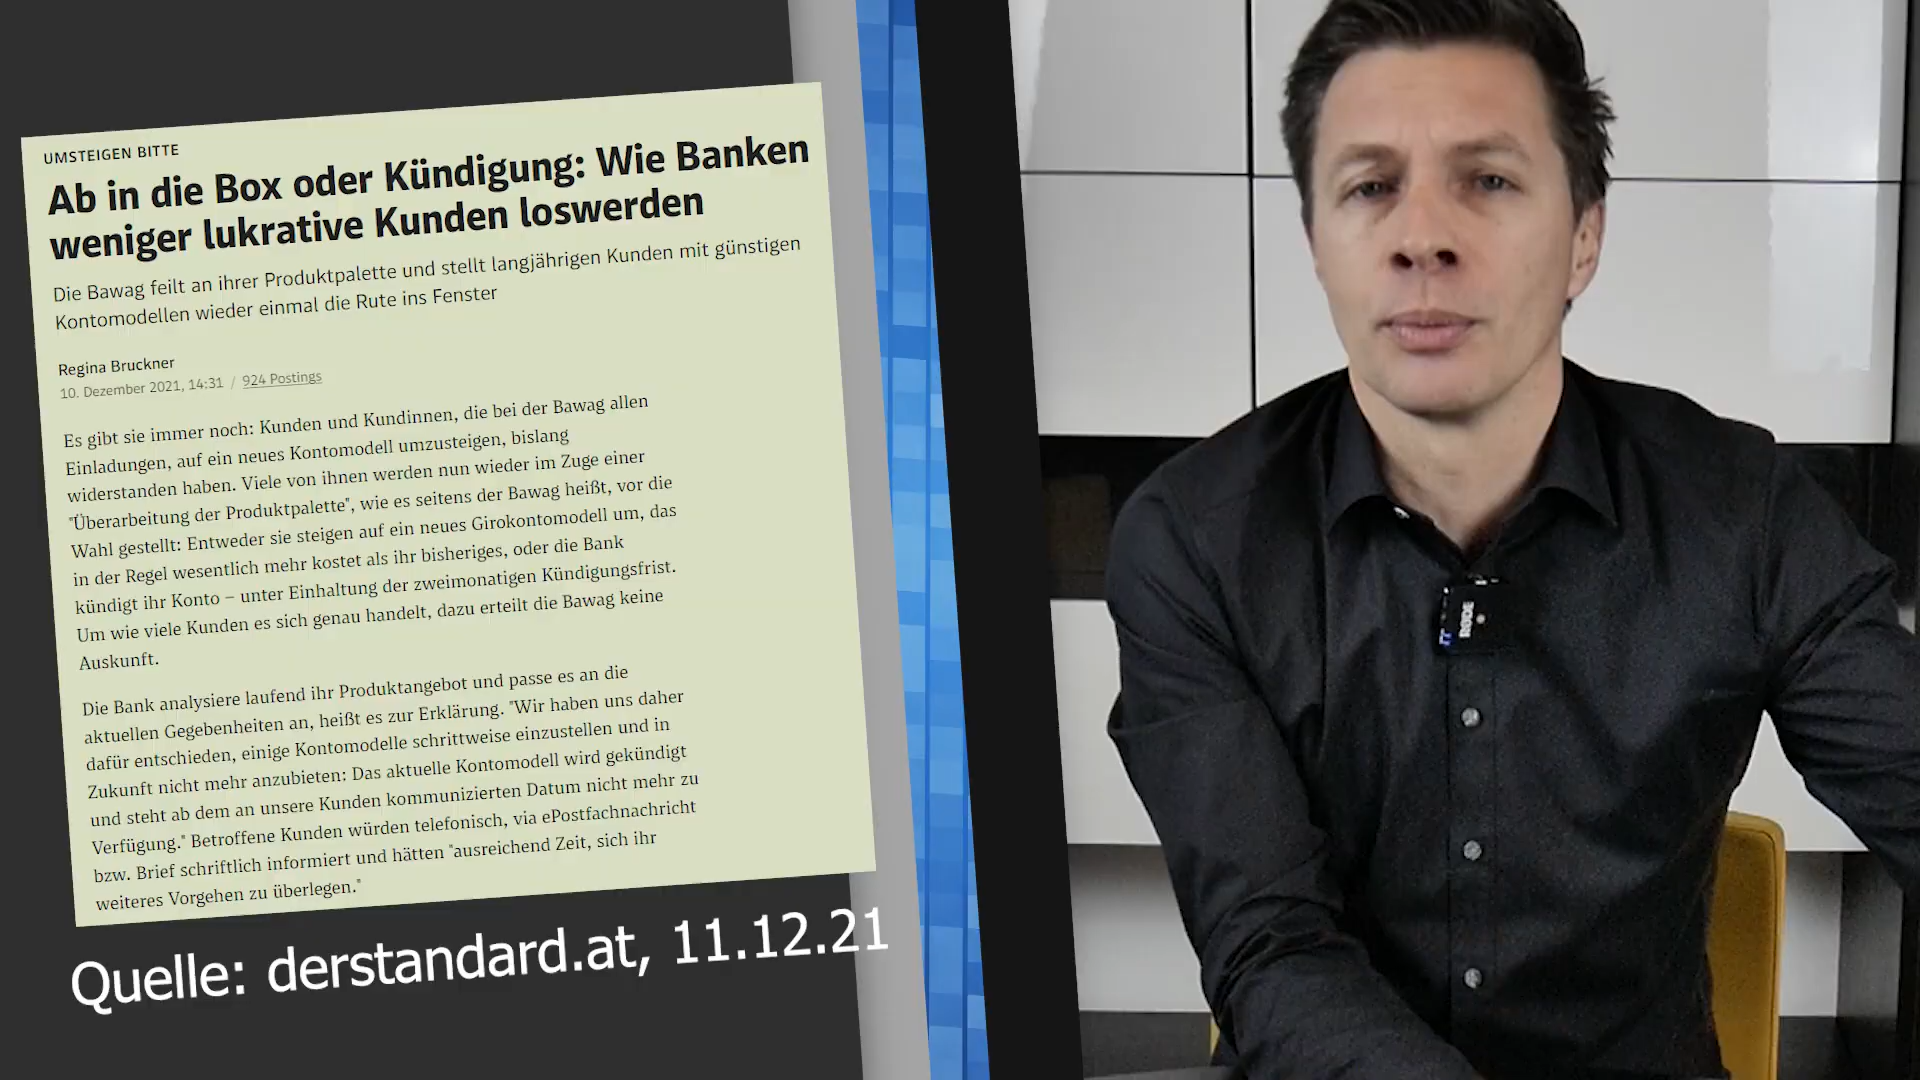 UMSTEIGEN BITTE
Ab in die Box oder Kündigung: Wie Banken
weniger lukrative Kunden loswerden
Die Bawag feilt an ihrer Produktpalette und stellt langjährigen Kunden mit günstigen
Kontomodellen wieder einmal die Rute ins Fenster
Regina Bruckner
10. Dezember 2021, 14:31 / 924 Postings
Es gibt sie immer noch: Kunden und Kundinnen, die bei der Bawag allen
Einladungen, auf ein neues Kontomodell umzusteigen, bislang
widerstanden haben. Viele von ihnen werden nun wieder im Zuge einer
"Überarbeitung der Produktpalette", wie es seitens der Bawag heißt, vor die
Wahl gestellt: Entweder sie steigen auf ein neues Girokontomodell um, das
in der Regel wesentlich mehr kostet als ihr bisheriges, oder die Bank
kündigt ihr Konto – unter Einhaltung der zweimonatigen Kündigungsfrist.
Um wie viele Kunden es sich genau handelt, dazu erteilt die Bawag keine
Auskunft.
Die Bank analysiere laufend ihr Produktangebot und passe es an die
aktuellen Gegebenheiten an, heißt es zur Erklärung. "Wir haben uns daher
dafür entschieden, einige Kontomodelle schrittweise einzustellen und in
Zukunft nicht mehr anzubieten: Das aktuelle Kontomodell wird gekündigt
und steht ab dem an unsere Kunden kommunizierten Datum nicht mehr zu
Verfügung." Betroffene Kunden würden telefonisch, via ePostfachnachricht
bzw. Brief schriftlich informiert und hätten "ausreichend Zeit, sich ihr
weiteres Vorgehen zu überlegen."
Quelle: derstandard.at, 11.12.21
RODE